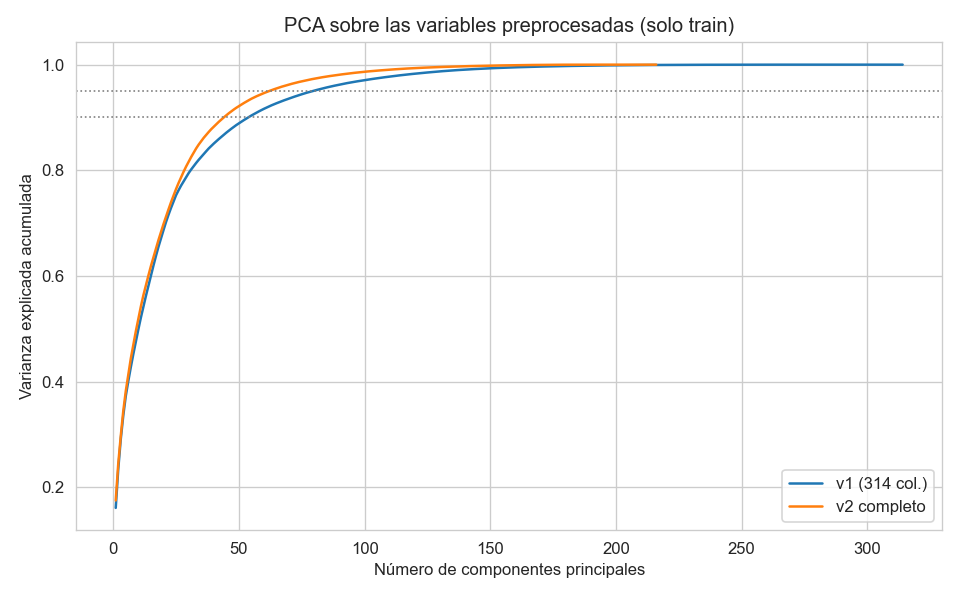 PCA sobre las variables preprocesadas (solo train)
1.0
0.8
0.6
0.4
0.2
Varianza explicada acumulada
v1 (314 col.)
v2 completo
0 50 100 150 200 250 300
Número de componentes principales